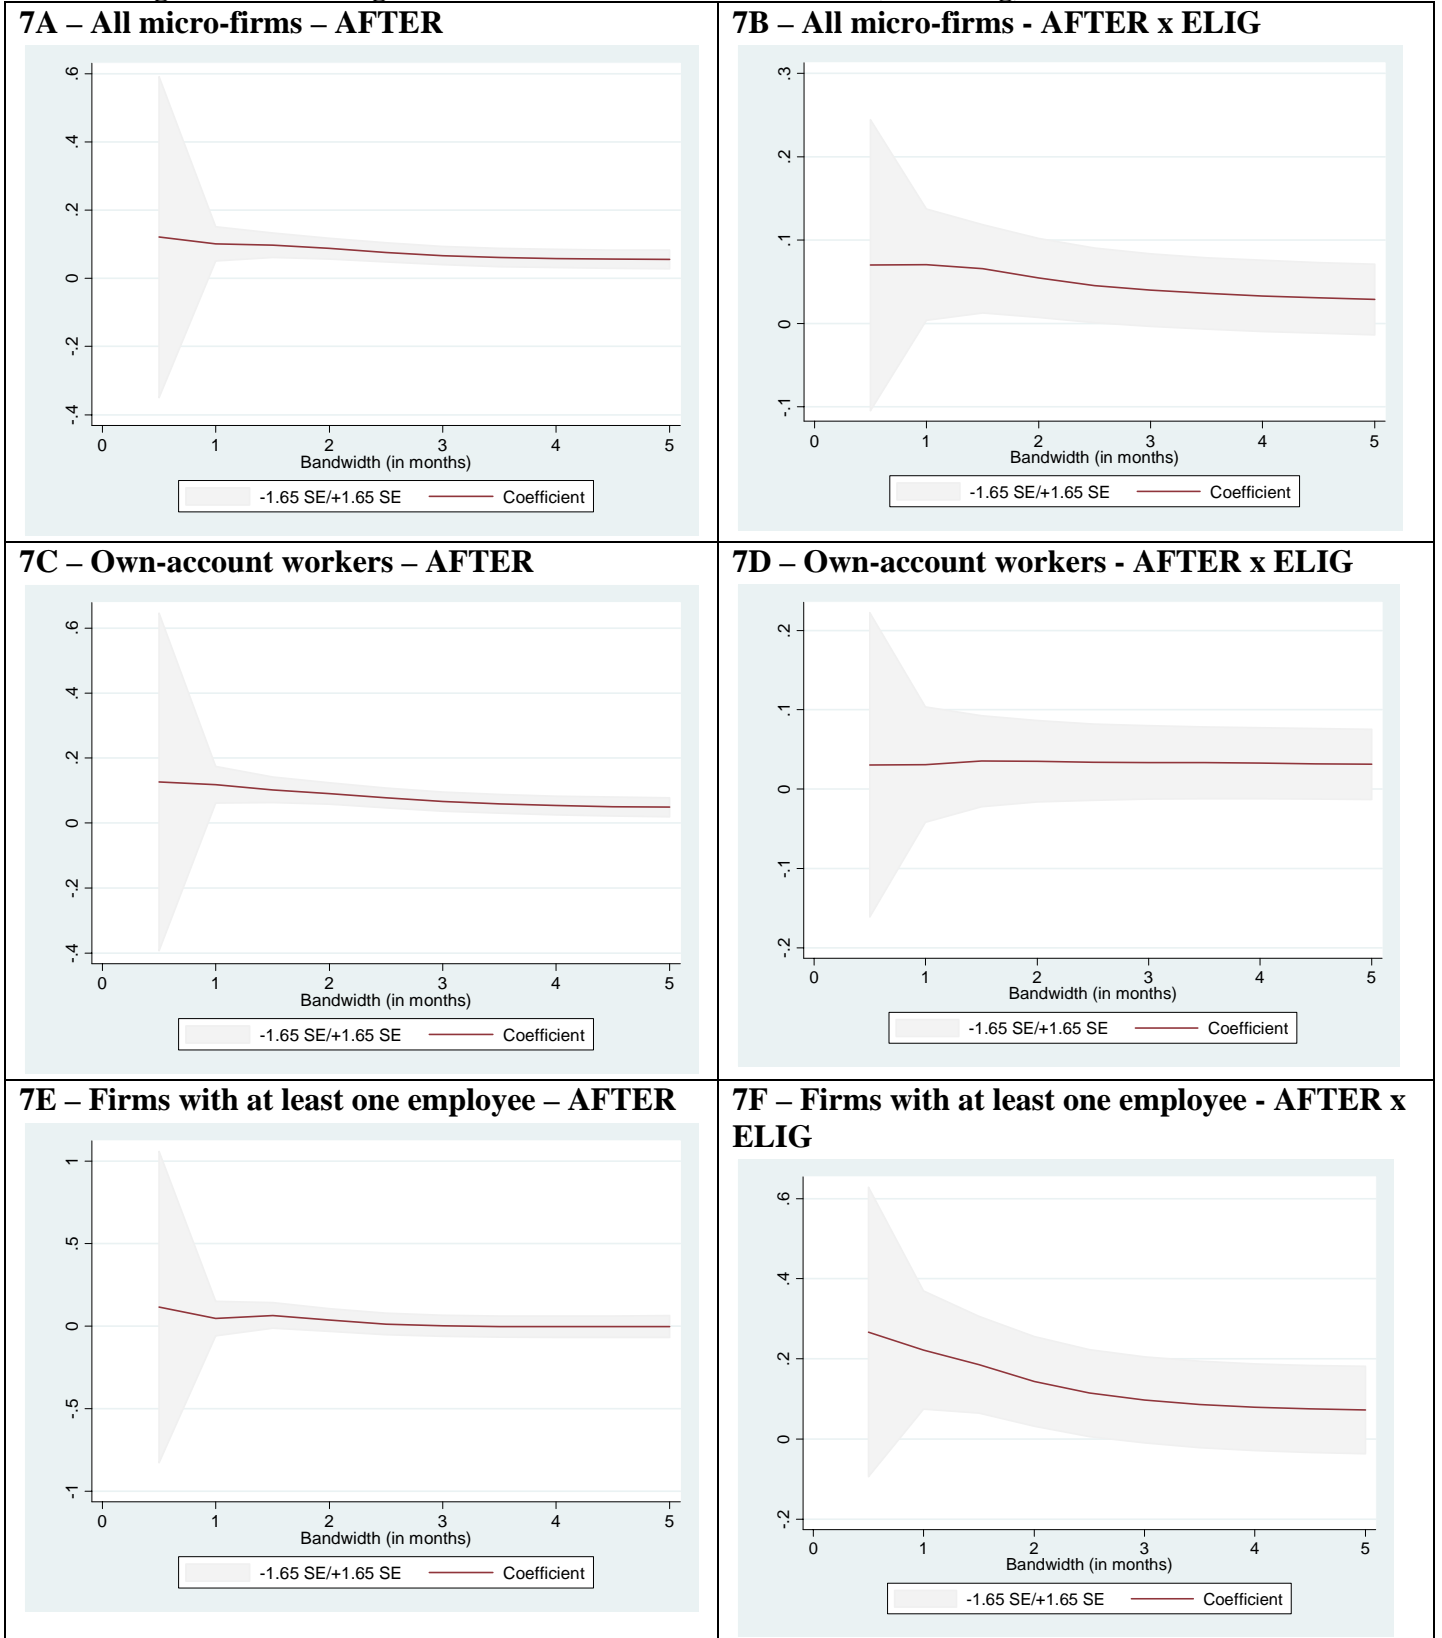 7A – All micro-firms – AFTER
.6
.4
.2
0
-.2
-.4
0 1 2 3 4 5
Bandwidth (in months)
-1.65 SE/+1.65 SE Coefficient
7B – All micro-firms - AFTER x ELIG
.3
.2
.1
0
-.1
0 1 2 3 4 5
Bandwidth (in months)
-1.65 SE/+1.65 SE Coefficient
7C – Own-account workers – AFTER
.6
.4
.2
0
-.2
-.4
0 1 2 3 4 5
Bandwidth (in months)
-1.65 SE/+1.65 SE Coefficient
7D – Own-account workers - AFTER x ELIG
.2
.1
0
-.1
-.2
0 1 2 3 4 5
Bandwidth (in months)
-1.65 SE/+1.65 SE Coefficient
7E – Firms with at least one employee – AFTER
1
.5
0
-.5
-1
0 1 2 3 4 5
Bandwidth (in months)
-1.65 SE/+1.65 SE Coefficient
7F – Firms with at least one employee - AFTER x
ELIG
.6
.4
.2
0
-.2
0 1 2 3 4 5
Bandwidth (in months)
-1.65 SE/+1.65 SE Coefficient